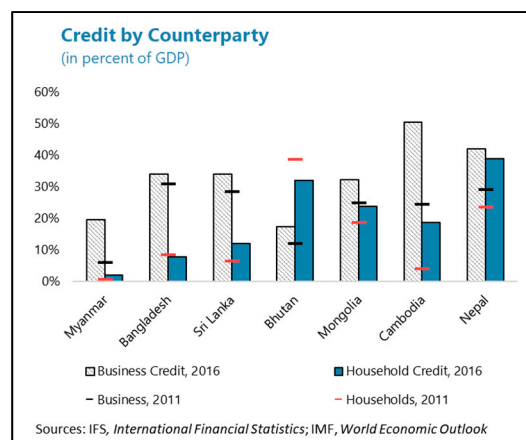 Credit by Counterparty
(in percent of GDP)
60%
50%
40%
30%
20%
10%
0%
Myanmar
Bangladesh
Sri Lanka
Bhutan
Mongolia
Cambodia
Nepal
Business Credit, 2016 Household Credit, 2016
Business, 2011 Households, 2011
Sources: IFS, International Financial Statistics; IMF, World Economic Outlook